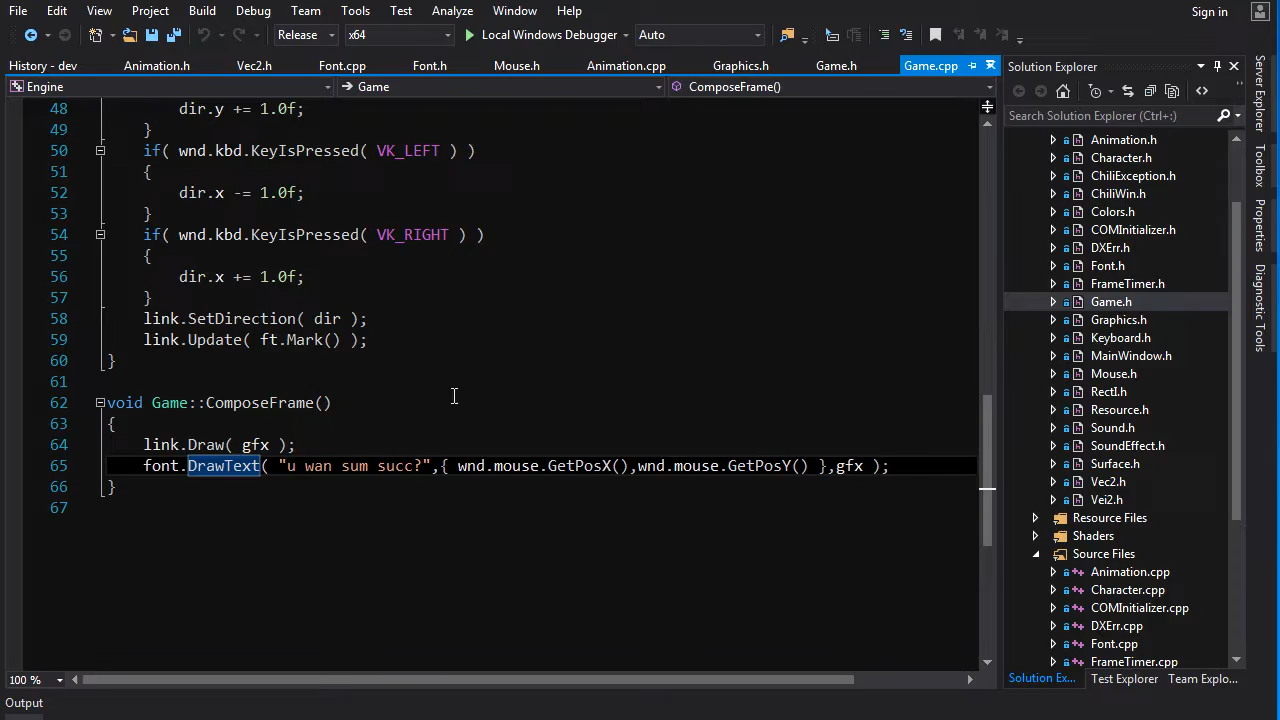 File Edit View Project Build Debug Team Tools Test Analyze Window Help Sign in
Release x64 Local Windows Debugger Auto
History - dev Animation.h Vec2.h Font.cpp Font.h Mouse.h Animation.cpp Graphics.h Game.h Game.cpp
Engine Game ComposeFrame()
48 dir.y += 1.0f;
49 }
50 if( wnd.kbd.KeyIsPressed( VK_LEFT ) )
51 {
52 dir.x -= 1.0f;
53 }
54 if( wnd.kbd.KeyIsPressed( VK_RIGHT ) )
55 {
56 dir.x += 1.0f;
57 }
58 link.SetDirection( dir );
59 link.Update( ft.Mark() );
60 }
61
62 void Game::ComposeFrame()
63 {
64 link.Draw( gfx );
65 font.DrawText( "u wan sum succ?",{ wnd.mouse.GetPosX(),wnd.mouse.GetPosY() },gfx );
66 }
67
100 %
Output
Solution Explorer
Search Solution Explorer (Ctrl+;)
Animation.h
Character.h
ChiliException.h
ChiliWin.h
Colors.h
COMInitializer.h
DXErr.h
Font.h
FrameTimer.h
Game.h
Graphics.h
Keyboard.h
MainWindow.h
Mouse.h
RectI.h
Resource.h
Sound.h
SoundEffect.h
Surface.h
Vec2.h
Vei2.h
Resource Files
Shaders
Source Files
Animation.cpp
Character.cpp
COMInitializer.cpp
DXErr.cpp
Font.cpp
FrameTimer.cpp
Solution Ex... Test Explorer Team Explo...
Server Explorer
Toolbox
Properties
Diagnostic Tools